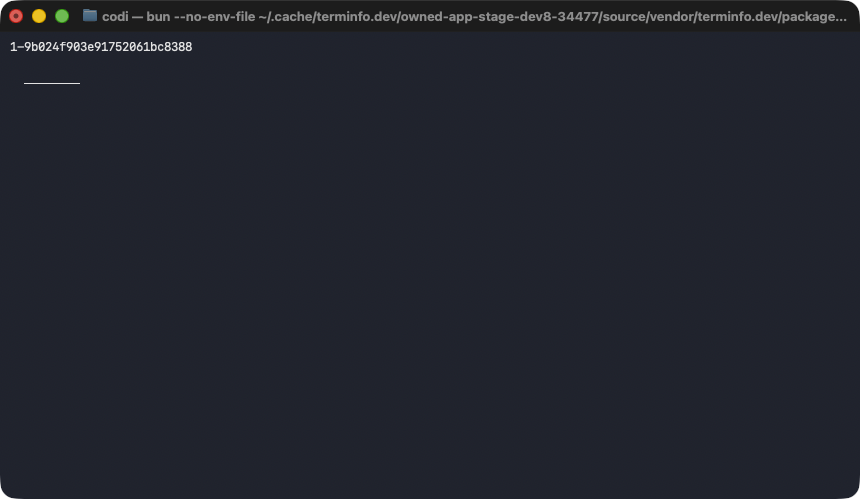 codi — bun --no-env-file ~/.cache/terminfo.dev/owned-app-stage-dev8-34477/source/vendor/terminfo.dev/package...
1-9b024f903e91752061bc8388
________